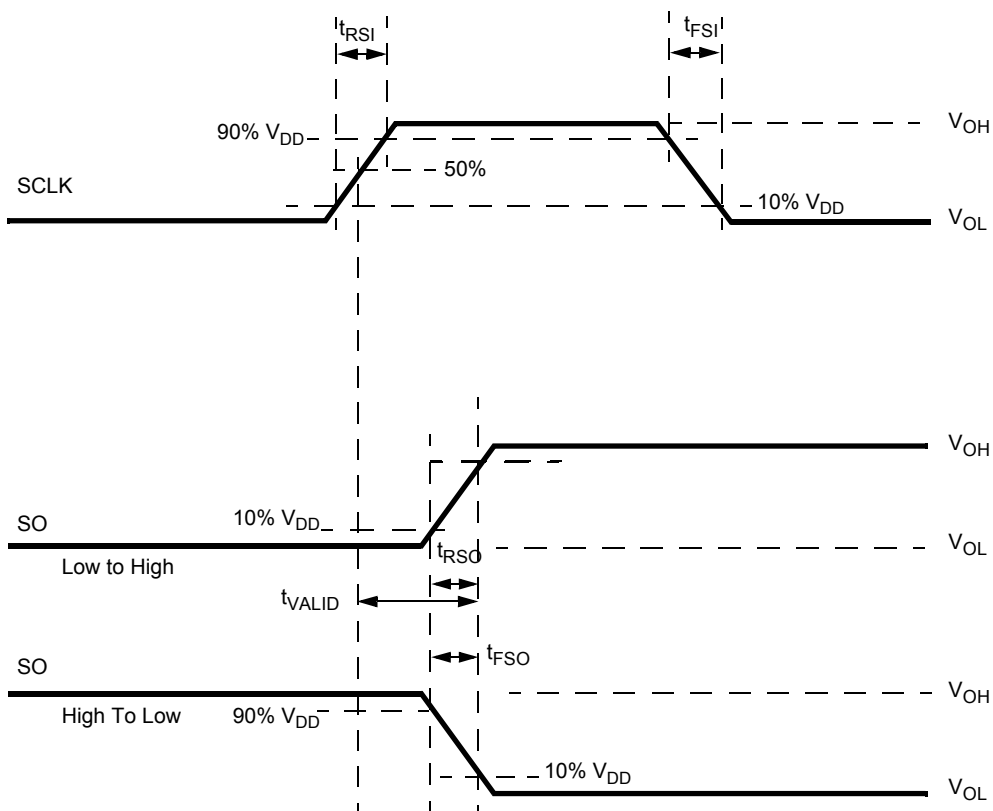 tRSI
tFSI
90% VDD
VOH
50%
SCLK
10% VDD
VOL
VOH
10% VDD
SO
tRSO
VOL
Low to High
tVALID
SO
tFSO
VOH
High To Low
90% VDD
10% VDD
VOL